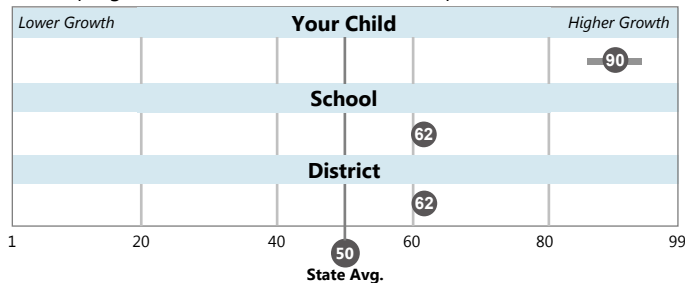 Lower Growth Your Child Higher Growth
90
School
62
District
62
1 20 40 50 60 80 99
State Avg.